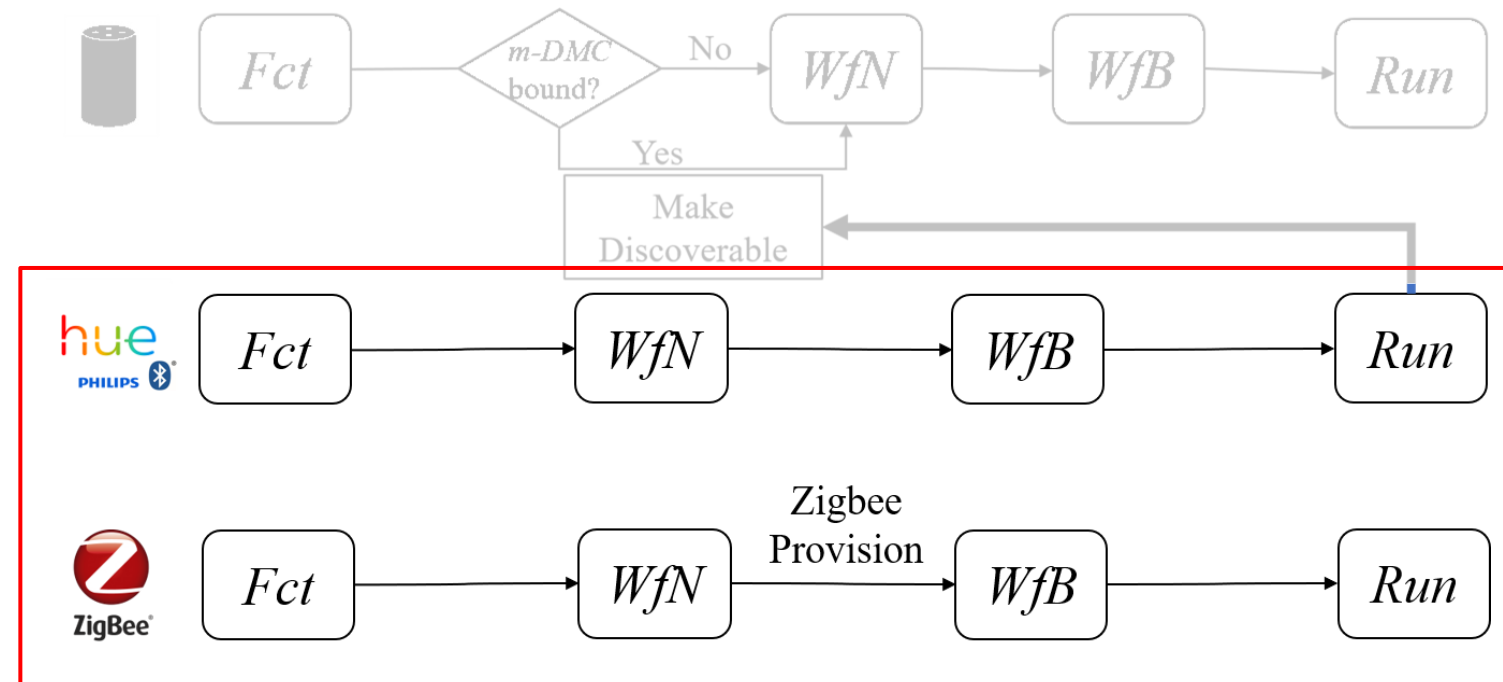 Fct
m-DMC
bound?
No
WfN
WfB
Run
Yes
Make
Discoverable
hue
PHILIPS
Fct
WfN
WfB
Run
Zigbee
Provision
Z
ZigBee®
Fct
WfN
WfB
Run